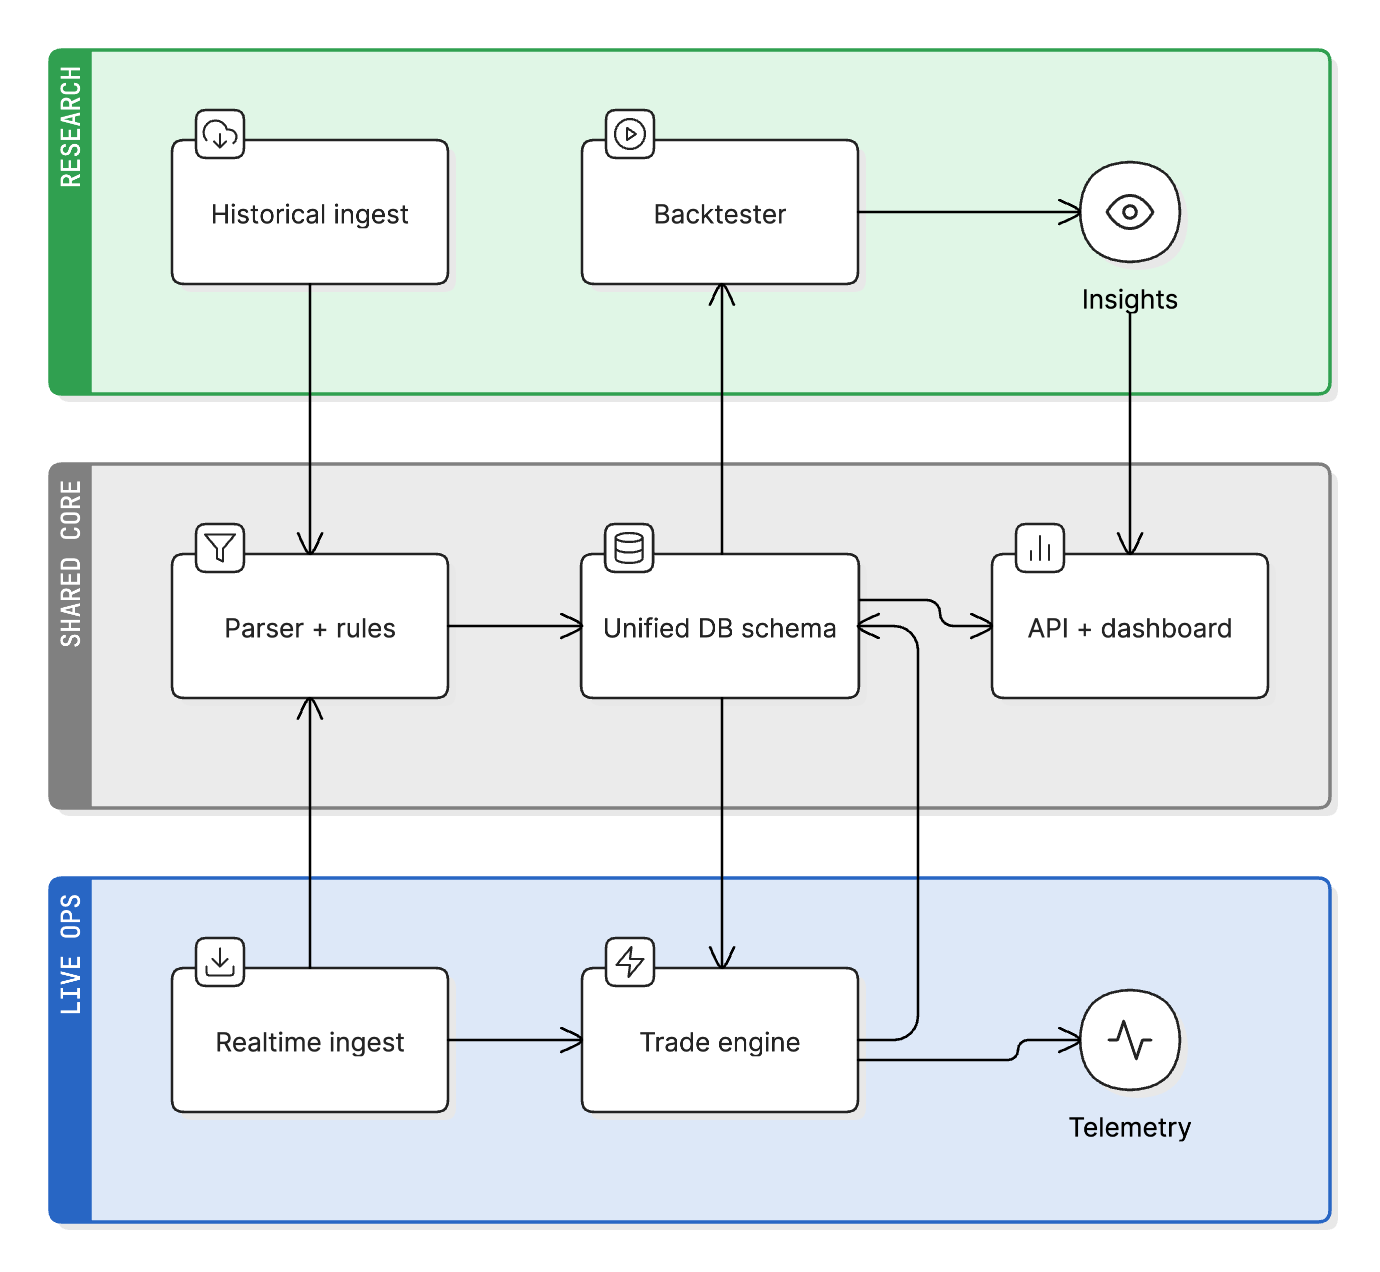 RESEARCH
Historical ingest
Backtester
Insights
SHARED CORE
Parser + rules
Unified DB schema
API + dashboard
LIVE OPS
Realtime ingest
Trade engine
Telemetry